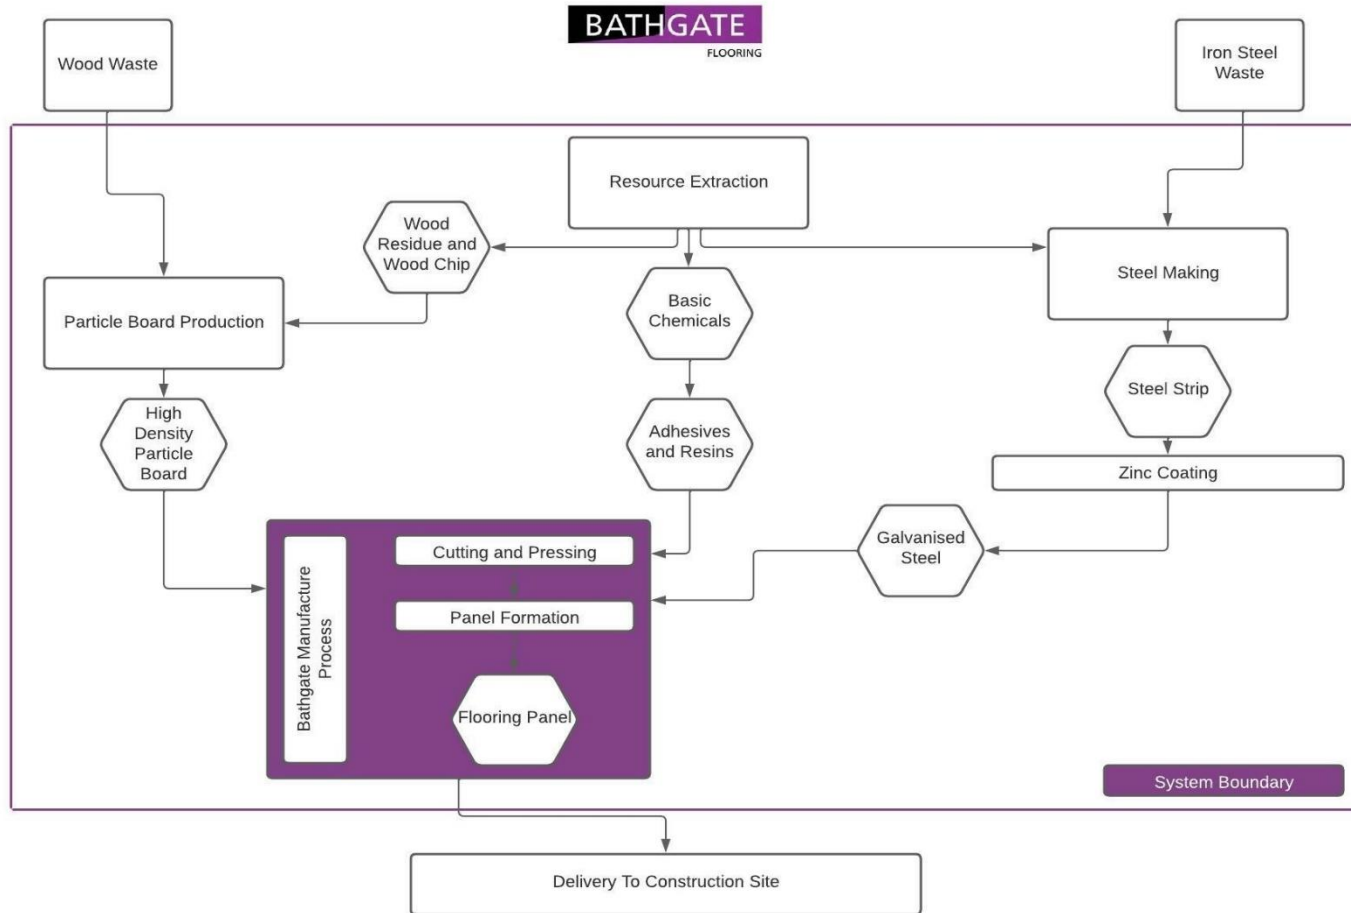 BATHGATE
FLOORING
Wood Waste
Iron Steel
Waste
Resource Extraction
Wood
Residue and
Wood Chip
Basic
Chemicals
Steel Making
Particle Board Production
Steel Strip
High
Density
Particle
Board
Adhesives
and Resins
Zinc Coating
Galvanised
Steel
Bathgate Manufacture
Process
Cutting and Pressing
Panel Formation
Flooring Panel
System Boundary
Delivery To Construction Site